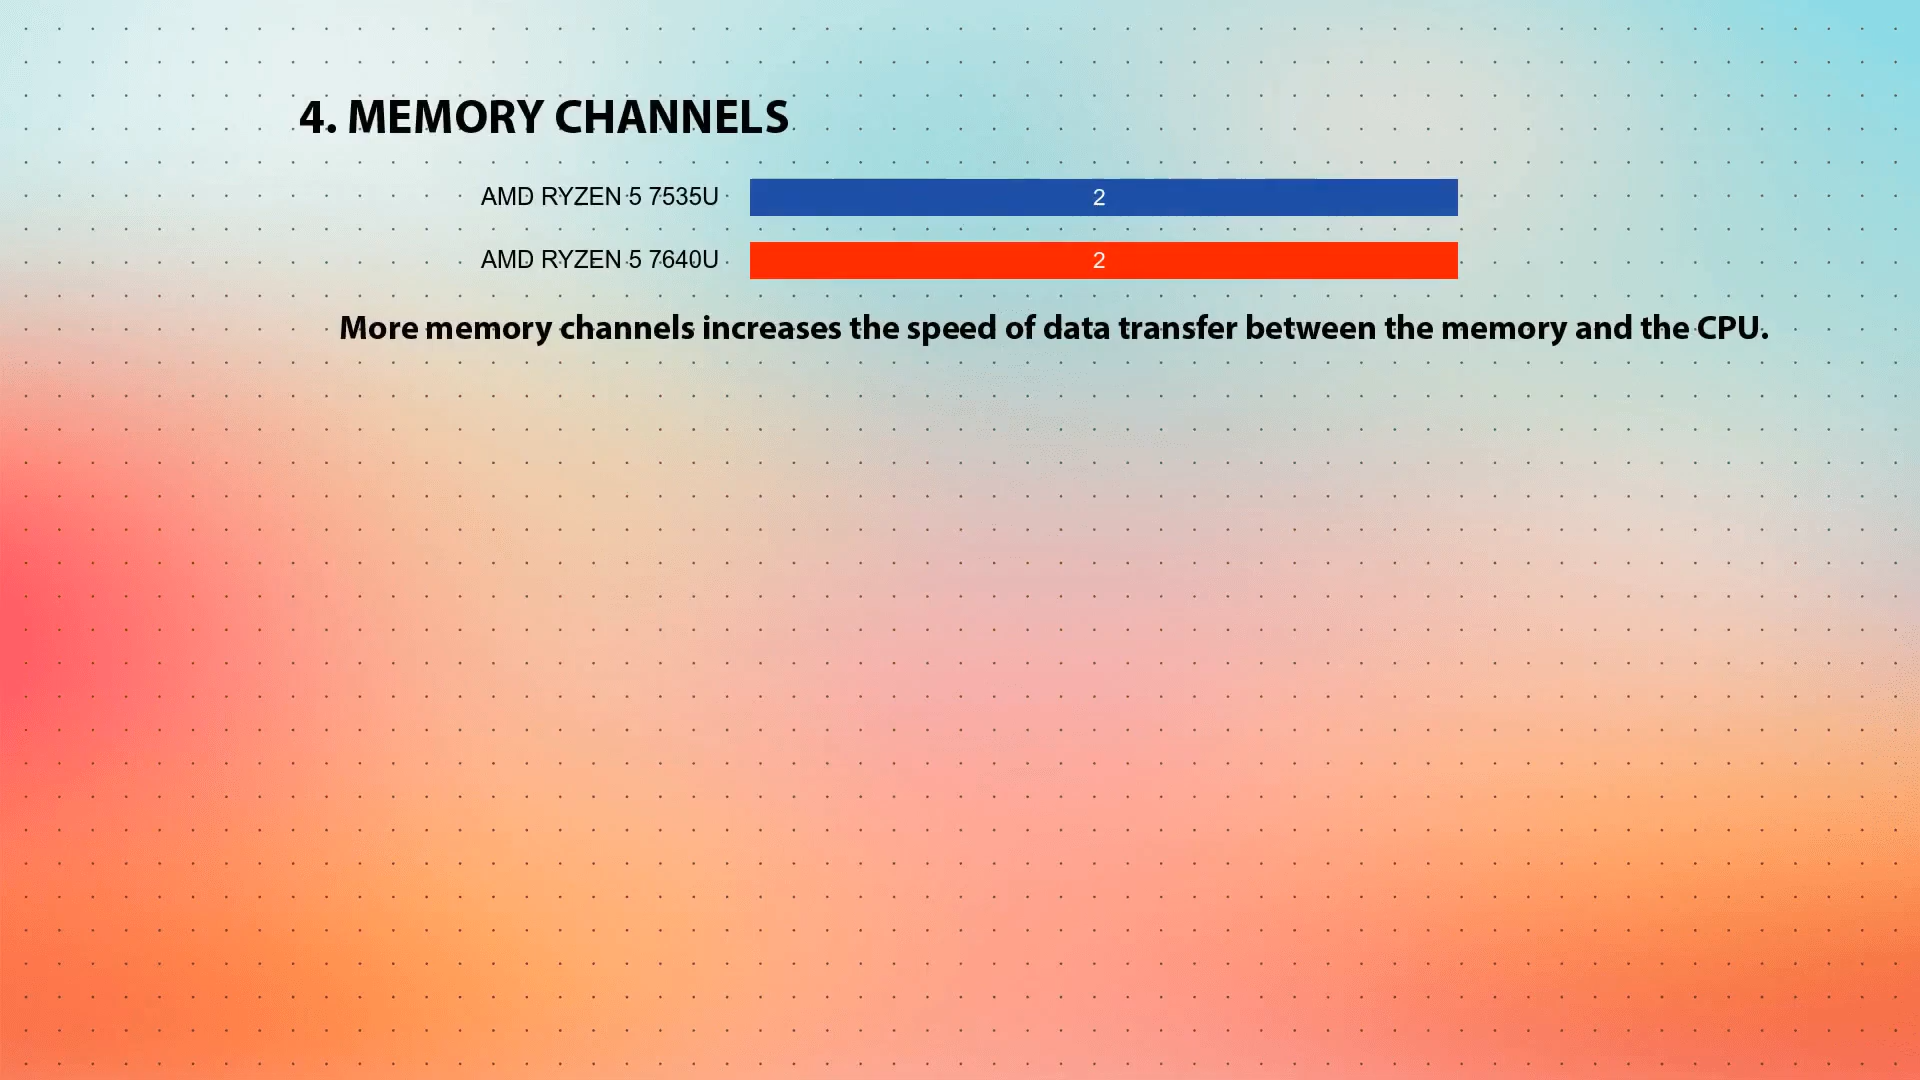 4. MEMORY CHANNELS
AMD RYZEN 5 7535U 2
AMD RYZEN 5 7640U 2
More memory channels increases the speed of data transfer between the memory and the CPU.